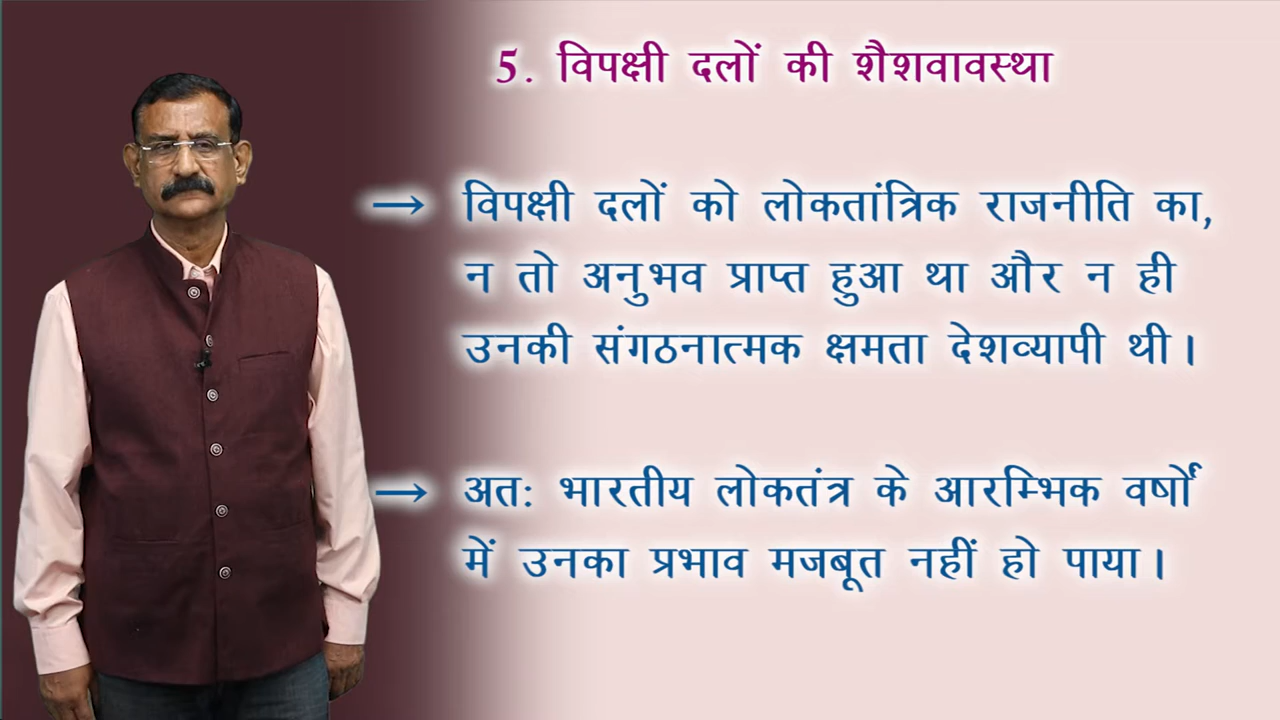 5. विपक्षी दलों की शैशवावस्था
→ विपक्षी दलों को लोकतांत्रिक राजनीति का,
न तो अनुभव प्राप्त हुआ था और न ही
उनकी संगठनात्मक क्षमता देशव्यापी थी।
→ अत: भारतीय लोकतंत्र के आरम्भिक वर्षों
में उनका प्रभाव मजबूत नहीं हो पाया।